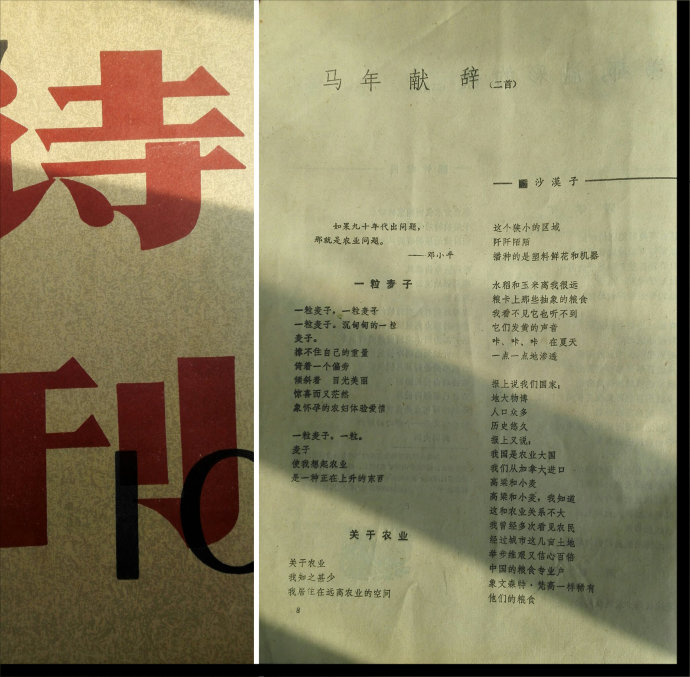 诗
刊
10
马年献辞(二首)
沙漠子
如果九十年代出问题,
那就是农业问题。
——邓小平
一粒麦子
一粒麦子,一粒麦子
一粒麦子。沉甸甸的一粒
麦子。
撑不住自己的重量
倚着一个偏旁
倾斜着 目光美丽
惊喜而又茫然
象怀孕的农妇体验爱情
一粒麦子,一粒。
麦子
使我想起农业
是一种正在上升的东西
关于农业
关于农业
我知之甚少
我居住在远离农业的空间
8
这个狭小的区域
阡阡陌陌
播种的是塑料鲜花和机器
水稻和玉米离我很远
粮卡上那些抽象的粮食
我看不见它也听不到
它们发黄的声音
咔、咔、咔 在夏天
一点一点地渗透
报上说我们国家:
地大物博
人口众多
历史悠久
报上又说:
我国是农业大国
我们从加拿大进口
高粱和小麦
高粱和小麦,我知道
这和农业关系不大
我曾经多次看见农民
经过城市这几亩土地
举步维艰又信心百倍
中国的粮食专业户
象文森特·梵高一样稀有
他们的粮食